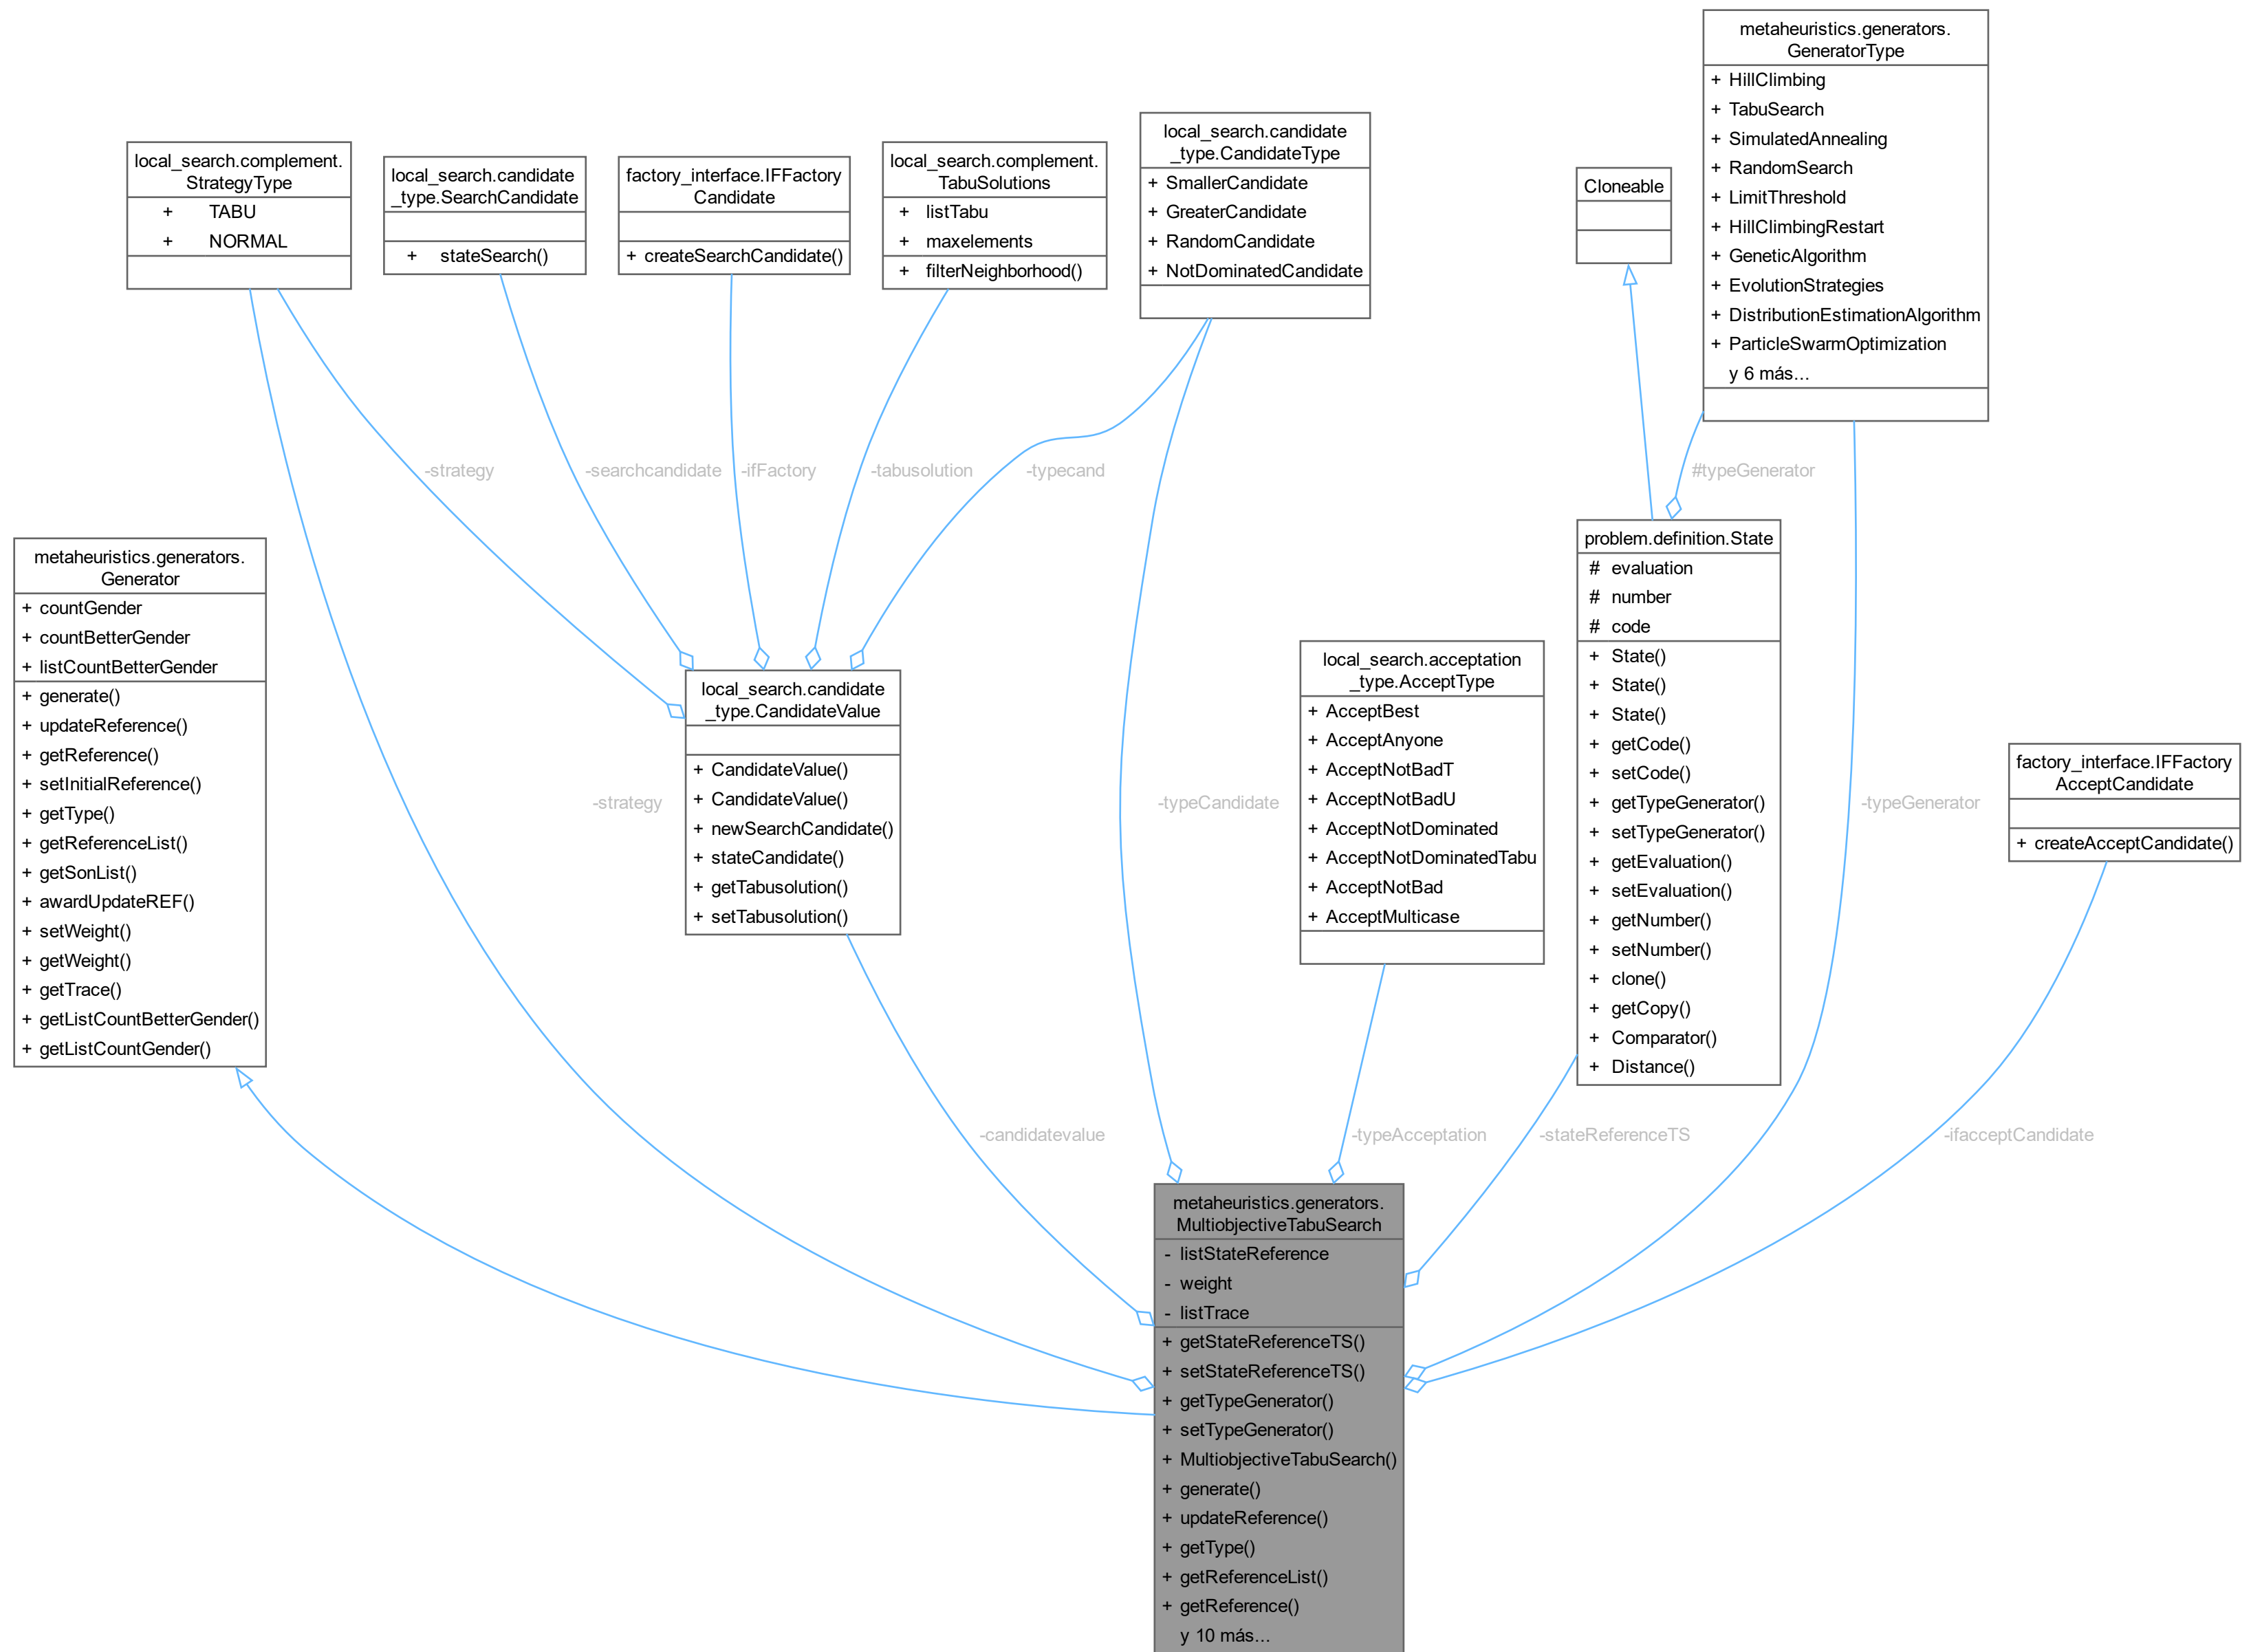 metaheuristics.generators.
GeneratorType
+ HillClimbing
+ TabuSearch
+ SimulatedAnnealing
+ RandomSearch
+ LimitThreshold
+ HillClimbingRestart
+ GeneticAlgorithm
+ EvolutionStrategies
+ DistributionEstimationAlgorithm
+ ParticleSwarmOptimization
y 6 más...
local_search.candidate
_type.CandidateType
+ SmallerCandidate
+ GreaterCandidate
+ RandomCandidate
+ NotDominatedCandidate
local_search.complement.
StrategyType
+ TABU
+ NORMAL
local_search.candidate
_type.SearchCandidate
+ stateSearch()
factory_interface.IFFactory
Candidate
+ createSearchCandidate()
local_search.complement.
TabuSolutions
+ listTabu
+ maxelements
+ filterNeighborhood()
Cloneable
-strategy
-searchcandidate
-ifFactory
-tabusolution
-typecand
#typeGenerator
metaheuristics.generators.
Generator
+ countGender
+ countBetterGender
+ listCountBetterGender
+ generate()
+ updateReference()
+ getReference()
+ setInitialReference()
+ getType()
+ getReferenceList()
+ getSonList()
+ awardUpdateREF()
+ setWeight()
+ getWeight()
+ getTrace()
+ getListCountBetterGender()
+ getListCountGender()
local_search.candidate
_type.CandidateValue
+ CandidateValue()
+ CandidateValue()
+ newSearchCandidate()
+ stateCandidate()
+ getTabusolution()
+ setTabusolution()
local_search.acceptation
_type.AcceptType
+ AcceptBest
+ AcceptAnyone
+ AcceptNotBadT
+ AcceptNotBadU
+ AcceptNotDominated
+ AcceptNotDominatedTabu
+ AcceptNotBad
+ AcceptMulticase
problem.definition.State
# evaluation
# number
# code
+ State()
+ State()
+ State()
+ getCode()
+ setCode()
+ getTypeGenerator()
+ setTypeGenerator()
+ getEvaluation()
+ setEvaluation()
+ getNumber()
+ setNumber()
+ clone()
+ getCopy()
+ Comparator()
+ Distance()
factory_interface.IFFactory
AcceptCandidate
+ createAcceptCandidate()
-strategy
-typeCandidate
-typeGenerator
-candidatevalue
-typeAcceptation
-stateReferenceTS
-ifacceptCandidate
metaheuristics.generators.
MultiobjectiveTabuSearch
- listStateReference
- weight
- listTrace
+ getStateReferenceTS()
+ setStateReferenceTS()
+ getTypeGenerator()
+ setTypeGenerator()
+ MultiobjectiveTabuSearch()
+ generate()
+ updateReference()
+ getType()
+ getReferenceList()
+ getReference()
y 10 más...